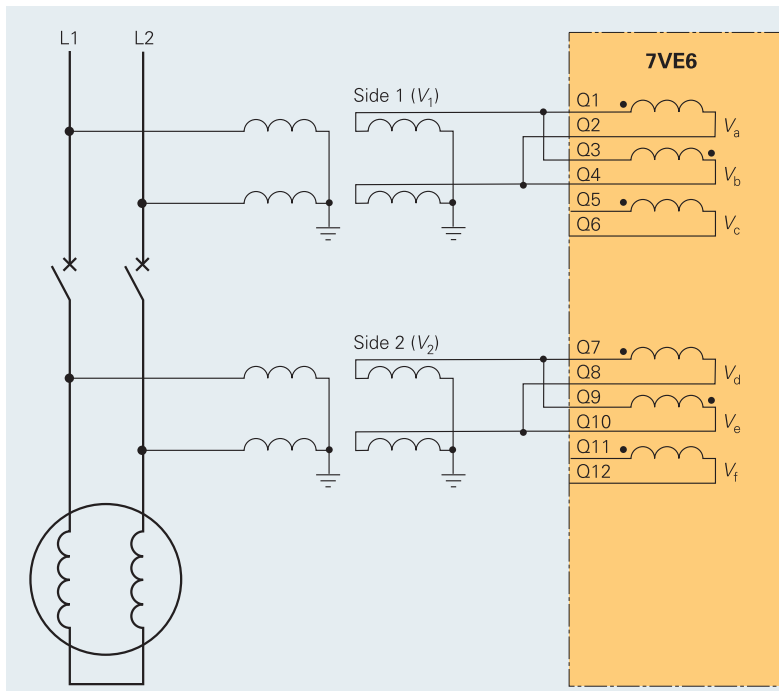 L1
L2
7VE6
Side 1 (V1)
Q1
Q2
Va
Q3
Q4
Vb
Q5
Q6
Vc
Side 2 (V2)
Q7
Q8
Vd
Q9
Q10
Ve
Q11
Q12
Vf